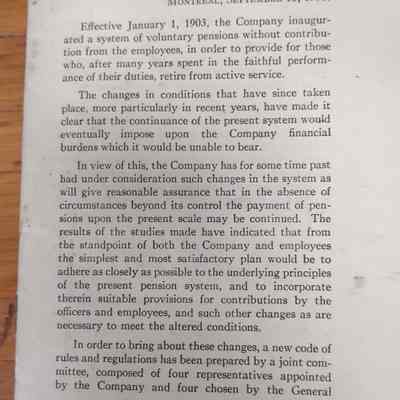 MONTREAL, SEPTEMBER
Effective January 1, 1903, the Company inaugur-
ated a system of voluntary pensions without contribu-
tion from the employees, in order to provide for those
who, after many years spent in the faithful perform-
ance of their duties, retire from active service.
The changes in conditions that have since taken
place, more particularly in recent years, have made it
clear that the continuance of the present system would
eventually impose upon the Company financial
burdens which it would be unable to bear.
In view of this, the Company has for some time past
had under consideration such changes in the system as
will give reasonable assurance that in the absence of
circumstances beyond its control the payment of pen-
sions upon the present scale may be continued. The
results of the studies made have indicated that from
the standpoint of both the Company and employees
the simplest and most satisfactory plan would be to
adhere as closely as possible to the underlying principles
of the present pension system, and to incorporate
therein suitable provisions for contributions by the
officers and employees, and such other changes as are
necessary to meet the altered conditions.
In order to bring about these changes, a new code of
rules and regulations has been prepared by a joint com-
mittee, composed of four representatives appointed
by the Company and four chosen by the General